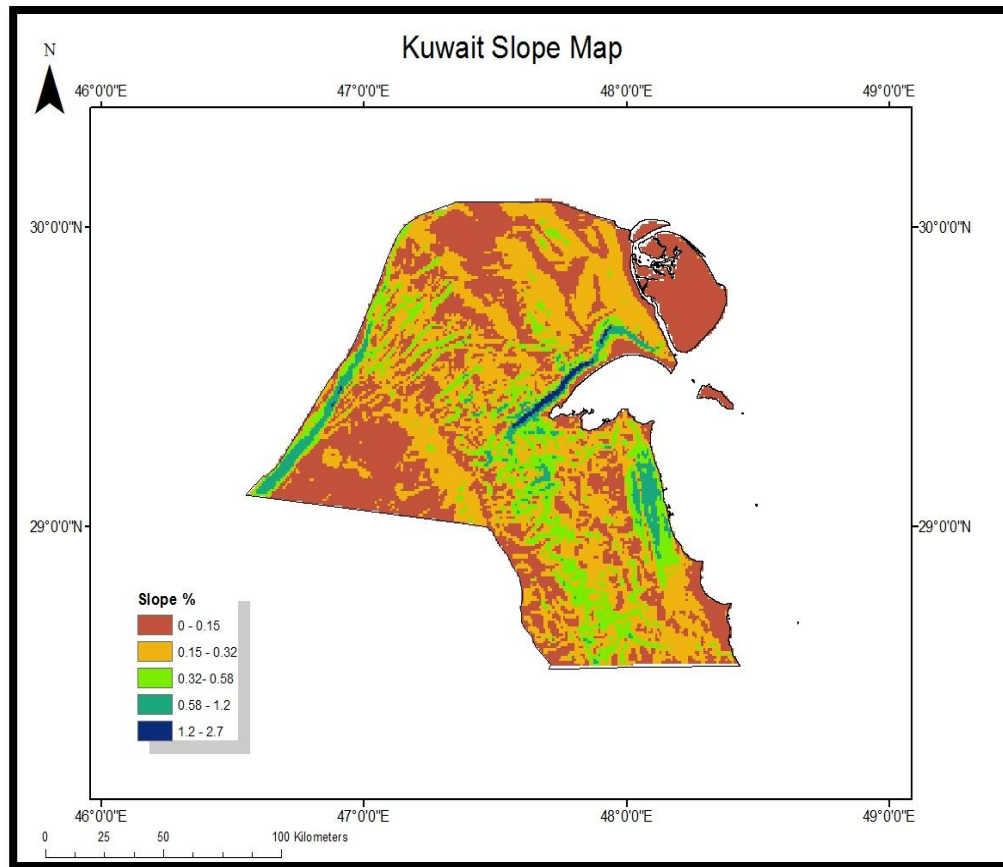 Kuwait Slope Map
N
46°0'0"E 47°0'0"E 48°0'0"E 49°0'0"E
30°0'0"N 30°0'0"N
29°0'0"N 29°0'0"N
Slope %
0 - 0.15
0.15 - 0.32
0.32- 0.58
0.58 - 1.2
1.2 - 2.7
46°0'0"E 47°0'0"E 48°0'0"E 49°0'0"E
0 25 50 100 Kilometers